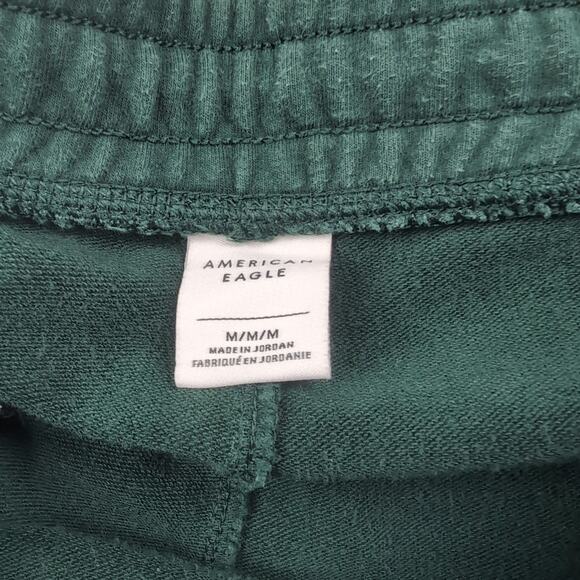 AMERICAN
EAGLE
M/M/M
MADE IN JORDAN
FABRIQUÉ EN JORDANIE